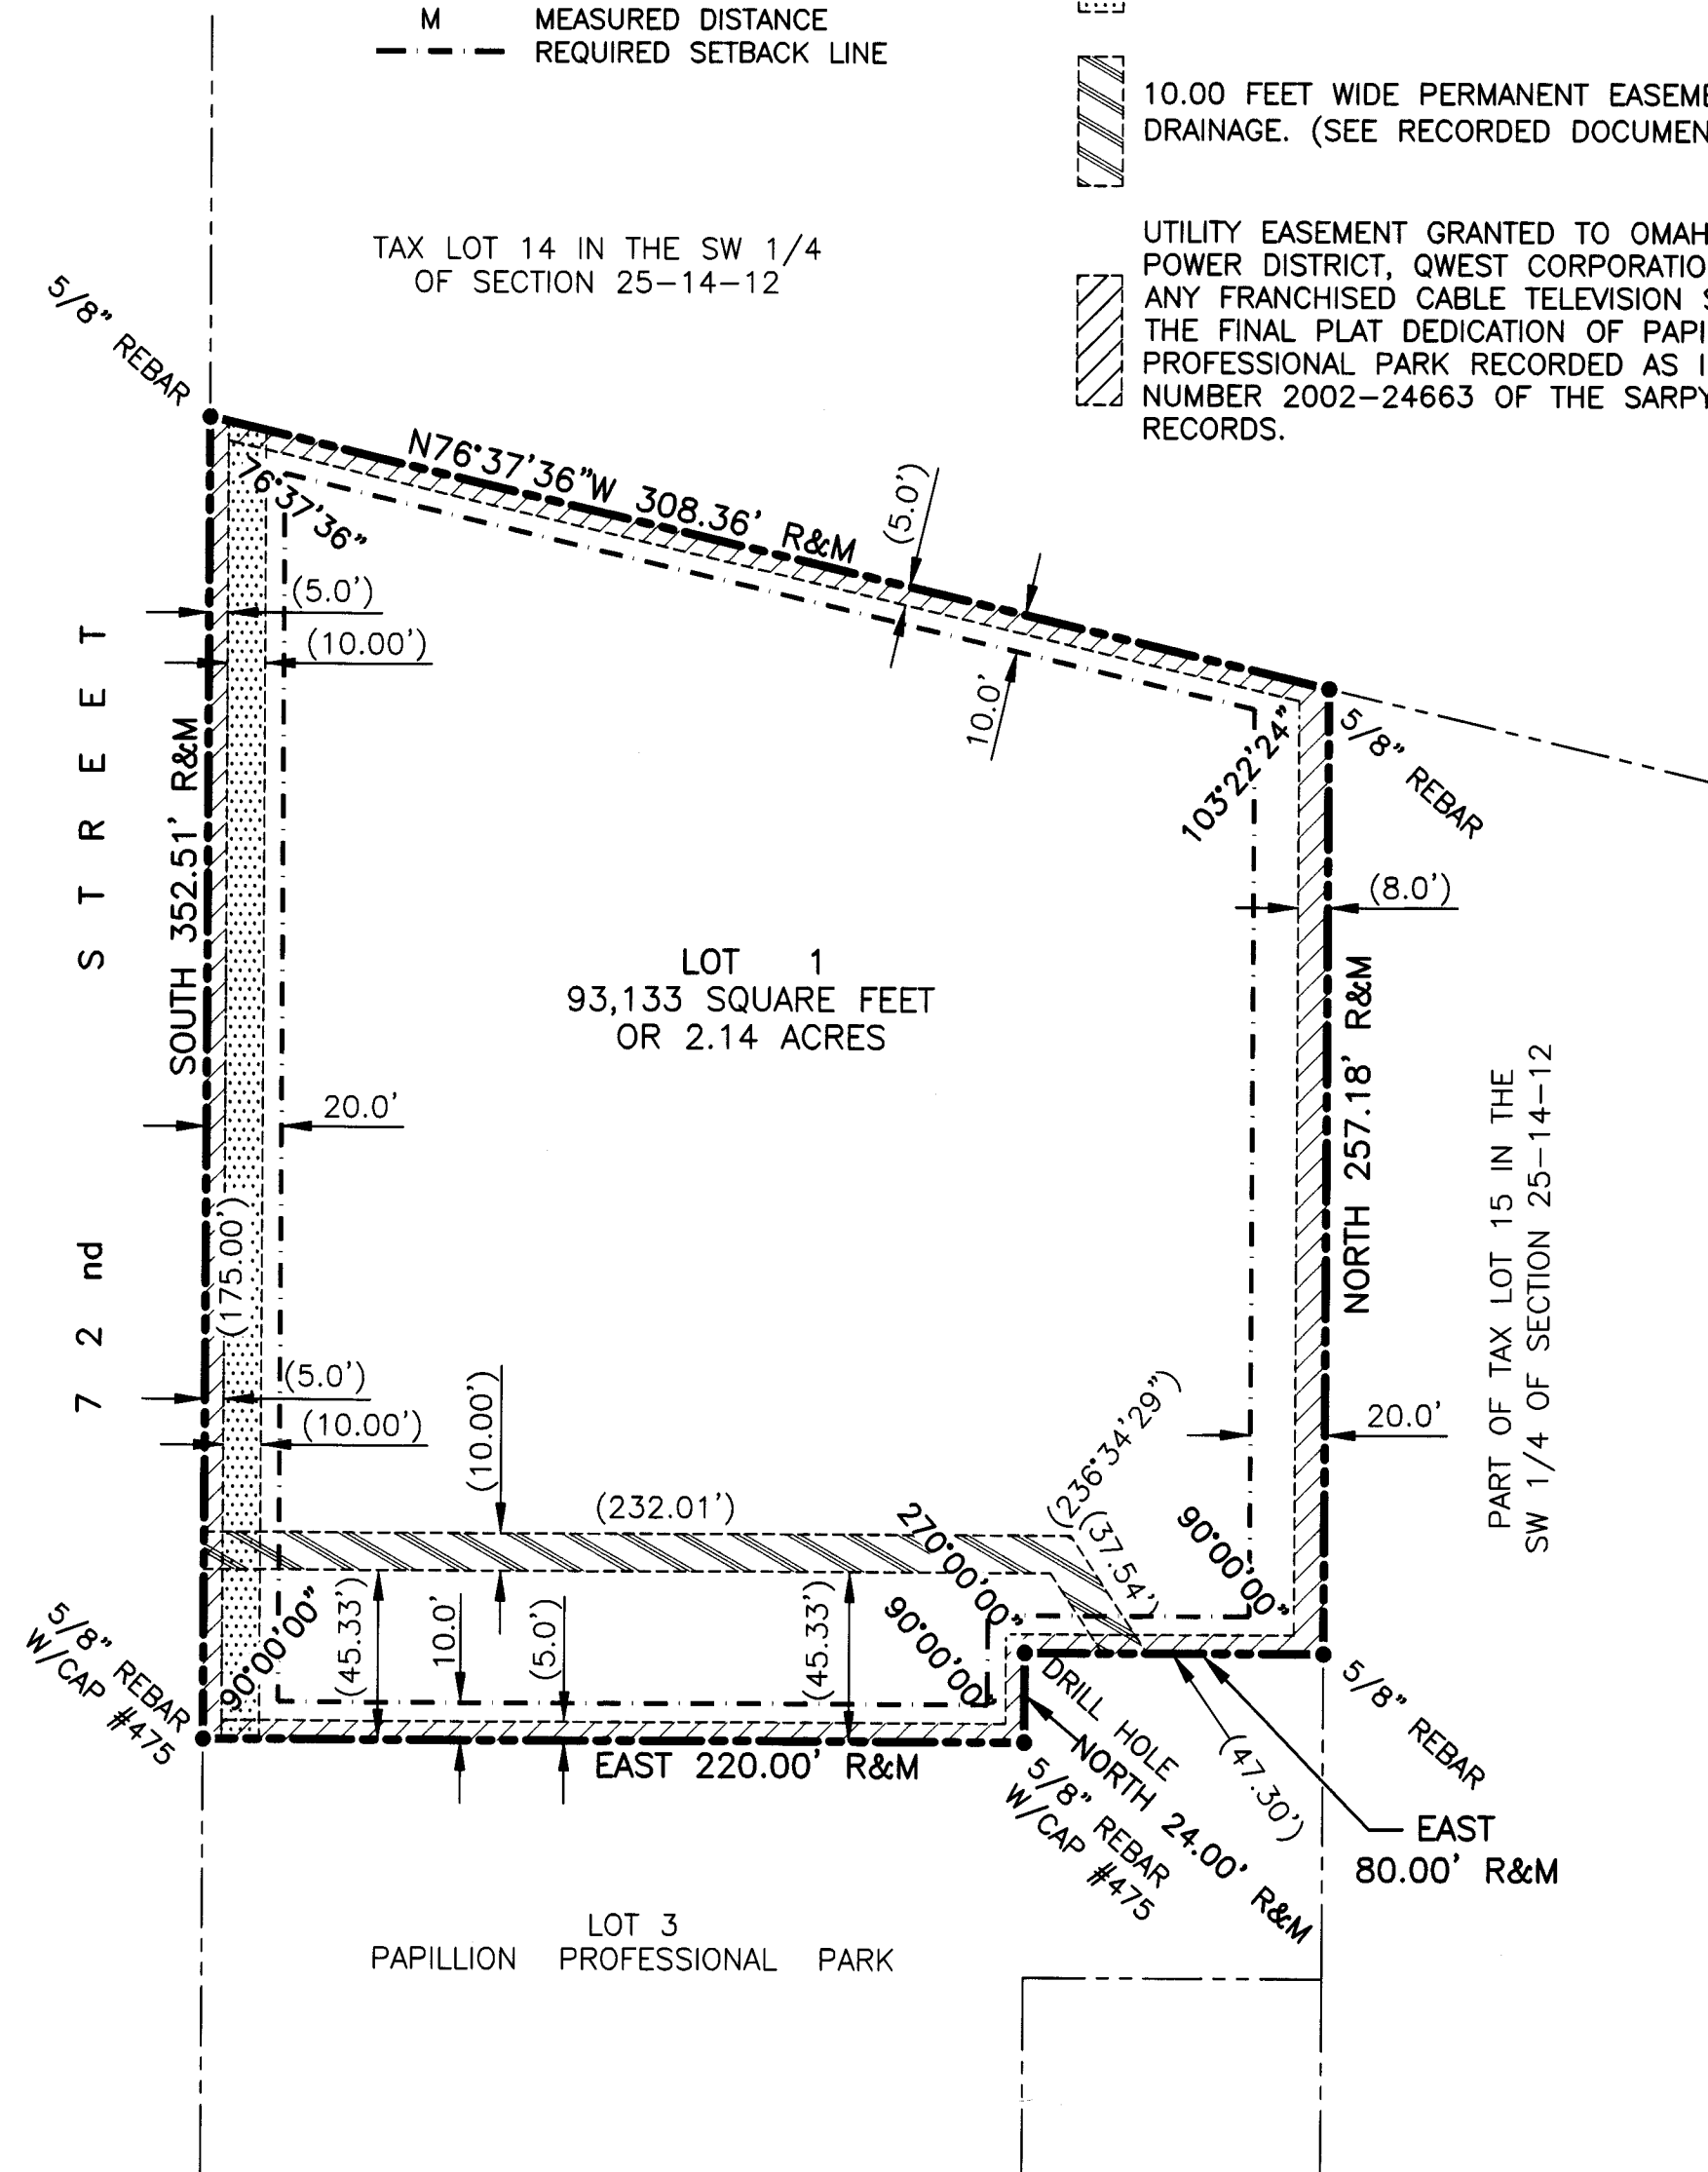 M MEASURED DISTANCE
REQUIRED SETBACK LINE
10.00 FEET WIDE PERMANENT
DRAINAGE. (SEE RECORDED
UTILITY EASEMENT GRANTED TO
POWER DISTRICT, QWEST
ANY FRANCHISED CABLE TELEVISION
THE FINAL PLAT DEDICATION OF
PROFESSIONAL PARK RECORDED AS
NUMBER 2002-24663 OF THE
RECORDS.
TAX LOT 14 IN THE SW 1/4
OF SECTION 25-14-12
5/8" REBAR
N76°37'36"W 308.36' R&M
76°37'36"
(5.0')
10.0'
(5.0')
(10.00')
5/8" REBAR
103°22'24"
(8.0')
STREET
SOUTH 352.51' R&M
LOT 1
93,133 SQUARE FEET
OR 2.14 ACRES
NORTH 257.18' R&M
PART OF TAX LOT 15 IN THE
SW 1/4 OF SECTION 25-14-12
20.0'
(175.00')
72nd
(5.0')
(10.00')
(10.00')
(232.01')
(236°34'29")
(37.54')
20.0'
270°00'00"
90°00'00"
90°00'00"
90°00'00"
(45.33')
10.0'
(5.0')
(45.33')
5/8" REBAR
W/CAP #475
EAST 220.00' R&M
DRILL HOLE
NORTH 24.00' R&M
5/8" REBAR
W/CAP #475
(47.30')
5/8" REBAR
EAST
80.00' R&M
LOT 3
PAPILLION PROFESSIONAL PARK